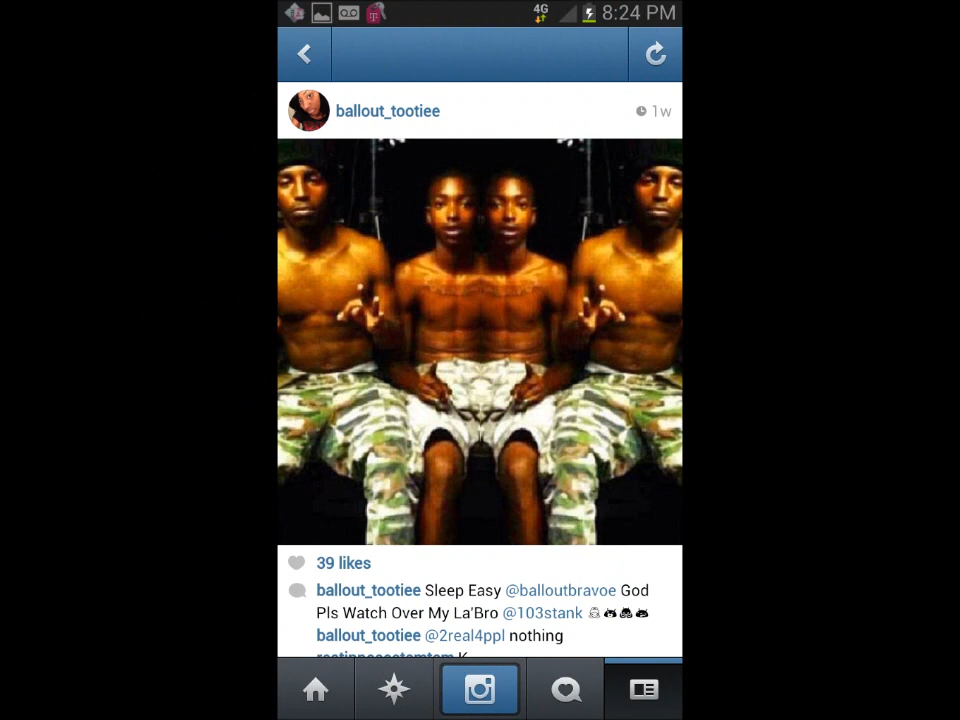 4G
8:24 PM
ballout_tootiee
1w
39 likes
ballout_tootiee Sleep Easy @balloutbravoe God
Pls Watch Over My La'Bro @103stank
ballout_tootiee @2real4ppl nothing